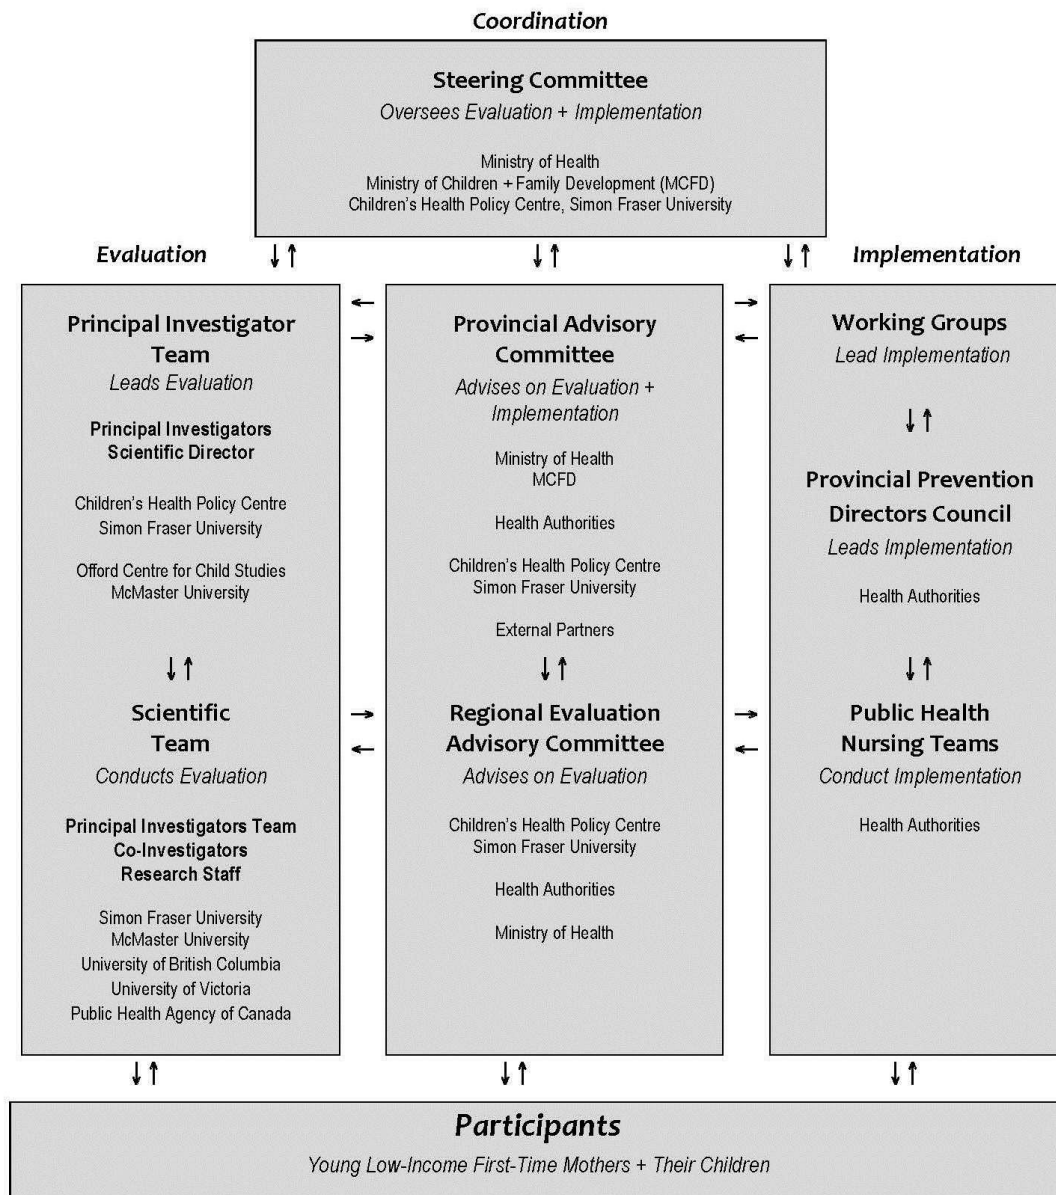 Coordination
Steering Committee
Oversees Evaluation + Implementation
Ministry of Health
Ministry of Children + Family Development (MCFD)
Children's Health Policy Centre, Simon Fraser University
Evaluation
Implementation
Principal Investigator
Team
Leads Evaluation
Principal Investigators
Scientific Director
Children's Health Policy Centre
Simon Fraser University
Offord Centre for Child Studies
McMaster University
Scientific
Team
Conducts Evaluation
Principal Investigators Team
Co-Investigators
Research Staff
Simon Fraser University
McMaster University
University of British Columbia
University of Victoria
Public Health Agency of Canada
Provincial Advisory
Committee
Advises on Evaluation +
Implementation
Ministry of Health
MCFD
Health Authorities
Children's Health Policy Centre
Simon Fraser University
External Partners
Regional Evaluation
Advisory Committee
Advises on Evaluation
Children's Health Policy Centre
Simon Fraser University
Health Authorities
Ministry of Health
Working Groups
Lead Implementation
Provincial Prevention
Directors Council
Leads Implementation
Health Authorities
Public Health
Nursing Teams
Conduct Implementation
Health Authorities
Participants
Young Low-Income First-Time Mothers + Their Children